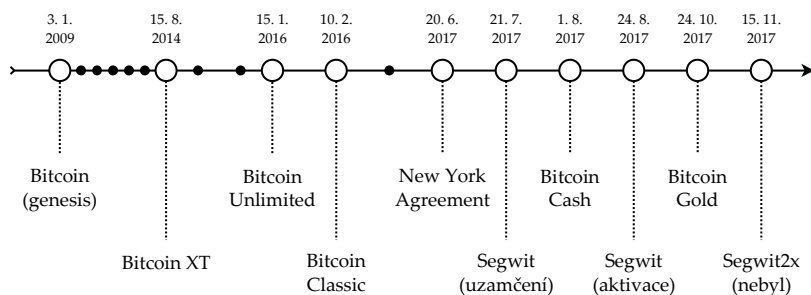 3. 1. 15. 8. 15. 1. 10. 2. 20. 6. 21. 7. 1. 8. 24. 8. 24. 10. 15. 11.
2009 2014 2016 2016 2017 2017 2017 2017 2017 2017
Bitcoin Bitcoin New York Bitcoin Bitcoin
(genesis) Unlimited Agreement Cash Gold
Bitcoin XT Bitcoin Segwit Segwit Segwit2x
Classic (uzamčení) (aktivace) (nebyl)